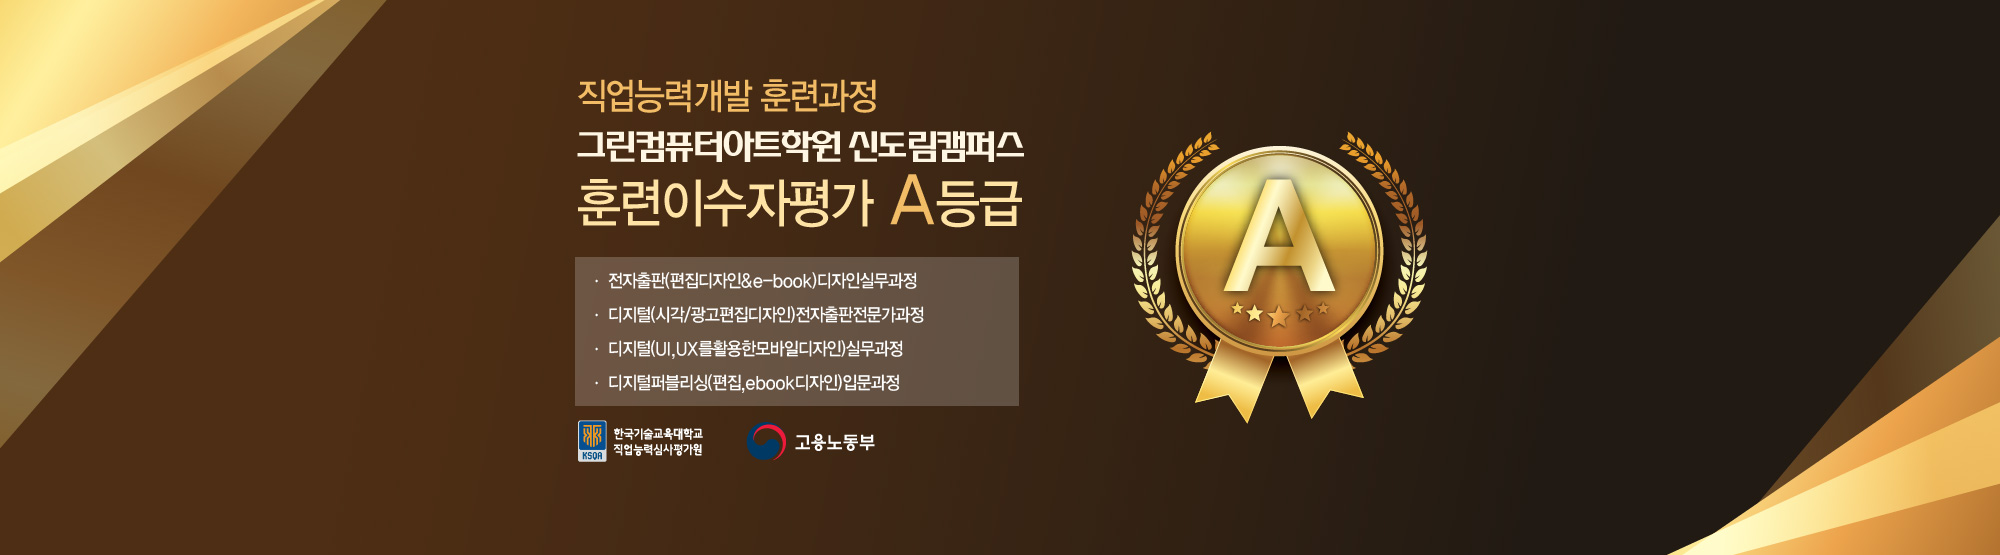 직업능력개발 훈련과정
그린컴퓨터아트학원 신도림캠퍼스
훈련이수자평가 A등급
· 전자출판(편집디자인&e-book)디자인실무과정
· 디지털(시각/광고편집디자인)전자출판전문가과정
· 디지털(UI,UX를활용한모바일디자인)실무과정
· 디지털퍼블리싱(편집,ebook디자인)입문과정
A
KSQA
한국기술교육대학교
직업능력심사평가원
고용노동부